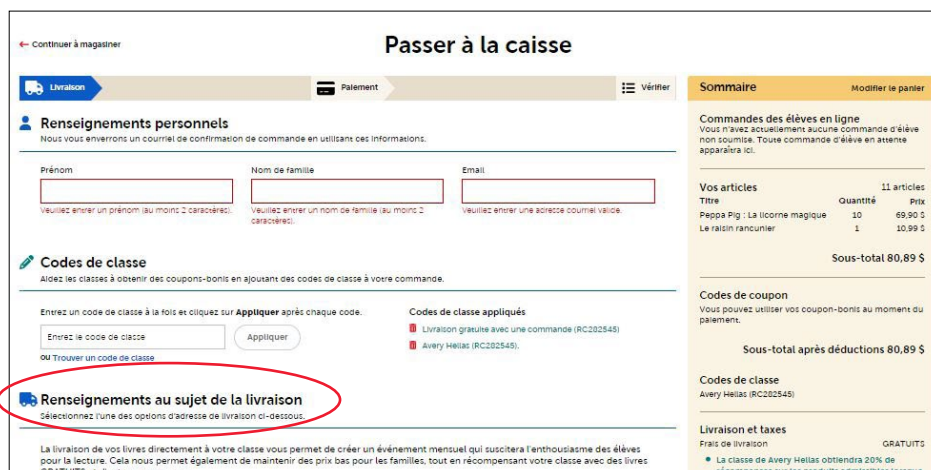 ← Continuer à magasiner
Passer à la caisse
Livraison
Paiement
Vérifier
Renseignements personnels
Nous vous enverrons un courriel de confirmation de commande en utilisant ces informations.
Prénom
Nom de famille
Email
Veuillez entrer un prénom (au moins 2 caractères).
Veuillez entrer un nom de famille (au moins 2
caractères).
Veuillez entrer une adresse courriel valide.
Codes de classe
Aidez les classes à obtenir des coupons-bonis en ajoutant des codes de classe à votre commande.
Entrez un code de classe à la fois et cliquez sur Appliquer après chaque code.
Entrez le code de classe
Appliquer
OU Trouver un code de classe
Codes de classe appliqués
Livraison gratuite avec une commande (RC202545)
Avery Hellas (RC202545).
Renseignements au sujet de la livraison
Sélectionnez l'une des options d'adresse de livraison ci-dessous.
La livraison de vos livres directement à votre classe vous permet de créer un événement mensuel qui suscitera l'enthousiasme des élèves
pour la lecture. Cela nous permet également de maintenir des prix bas pour les familles, tout en récompensant votre classe avec des livres
Sommaire
Modifier le panier
Commandes des élèves en ligne
Vous n'avez actuellement aucune commande d'élève
non soumise. Toute commande d'élève en attente
apparaîtra ici.
Vos articles 11 articles
Titre Quantité Prix
Peppa Pig : La licorne magique 10 69,90 $
Le raisin rancunier 1 10,99 $
Sous-total 80,89 $
Codes de coupon
Vous pouvez utiliser vos coupon-bonis au moment du
paiement.
Sous-total après déductions 80,89 $
Codes de classe
Avery Hellas (RC202545)
Livraison et taxes
Frais de livraison GRATUITS
La classe de Avery Hellas obtiendra 20% de